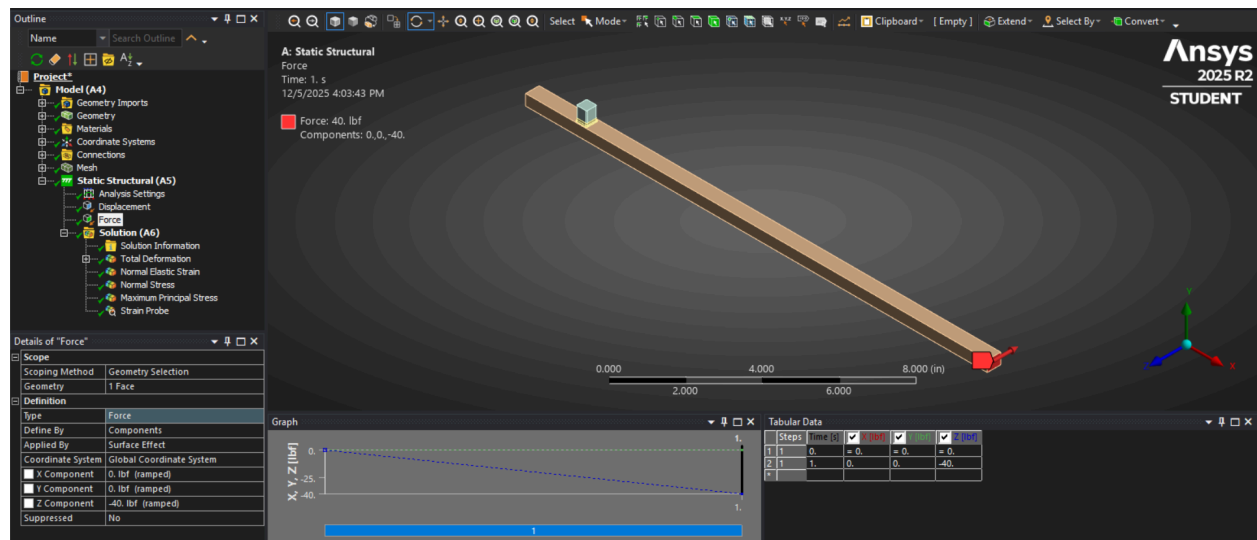 Outline
Name Search Outline
Project*
Model (A4)
Geometry Imports
Geometry
Materials
Coordinate Systems
Connections
Mesh
Static Structural (A5)
Analysis Settings
Displacement
Force
Solution (A6)
Solution Information
Total Deformation
Normal Elastic Strain
Normal Stress
Maximum Principal Stress
Strain Probe
Details of "Force"
Scope
Scoping Method Geometry Selection
Geometry 1 Face
Definition
Type Force
Define By Components
Applied By Surface Effect
Coordinate System Global Coordinate System
X Component 0. lbf (ramped)
Y Component 0. lbf (ramped)
Z Component -40. lbf (ramped)
Suppressed No
Select Mode Clipboard [ Empty ] Extend Select By Convert
A: Static Structural
Force
Time: 1. s
12/5/2025 4:03:43 PM
Force: 40. lbf
Components: 0.,0.,-40.
Ansys
2025 R2
STUDENT
0.000 4.000 8.000 (in)
2.000 6.000
Y
Z X
Graph
1.
X, Y, Z [lbf]
0.
-25.
-40.
1.
1
Tabular Data
Steps Time [s] X [lbf] Y [lbf] Z [lbf]
1 1 0. = 0. = 0. = 0.
2 1 1. 0. 0. -40.
*